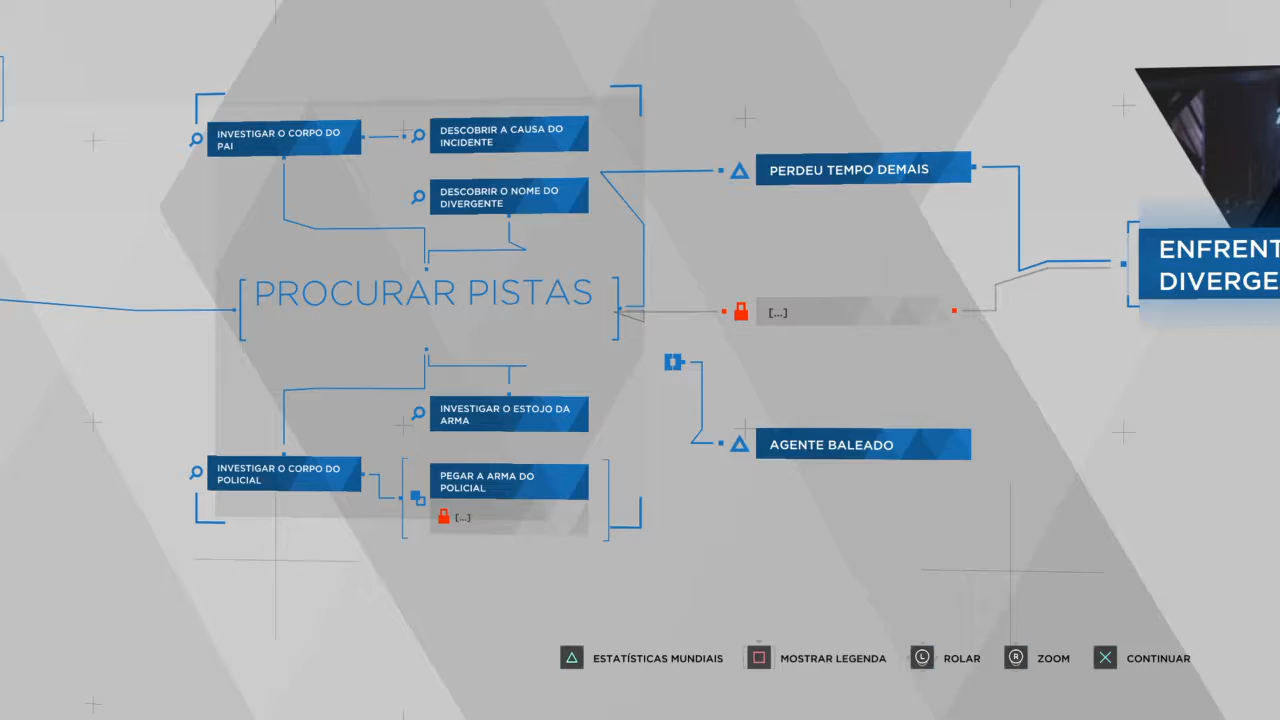 INVESTIGAR O CORPO DO
PAI
DESCOBRIR A CAUSA DO
INCIDENTE
DESCOBRIR O NOME DO
DIVERGENTE
PERDEU TEMPO DEMAIS
ENFRENT
DIVERGE
PROCURAR PISTAS
[...]
INVESTIGAR O ESTOJO DA
ARMA
AGENTE BALEADO
INVESTIGAR O CORPO DO
POLICIAL
PEGAR A ARMA DO
POLICIAL
[...]
ESTATÍSTICAS MUNDIAIS
MOSTRAR LEGENDA
L
ROLAR
R
ZOOM
CONTINUAR